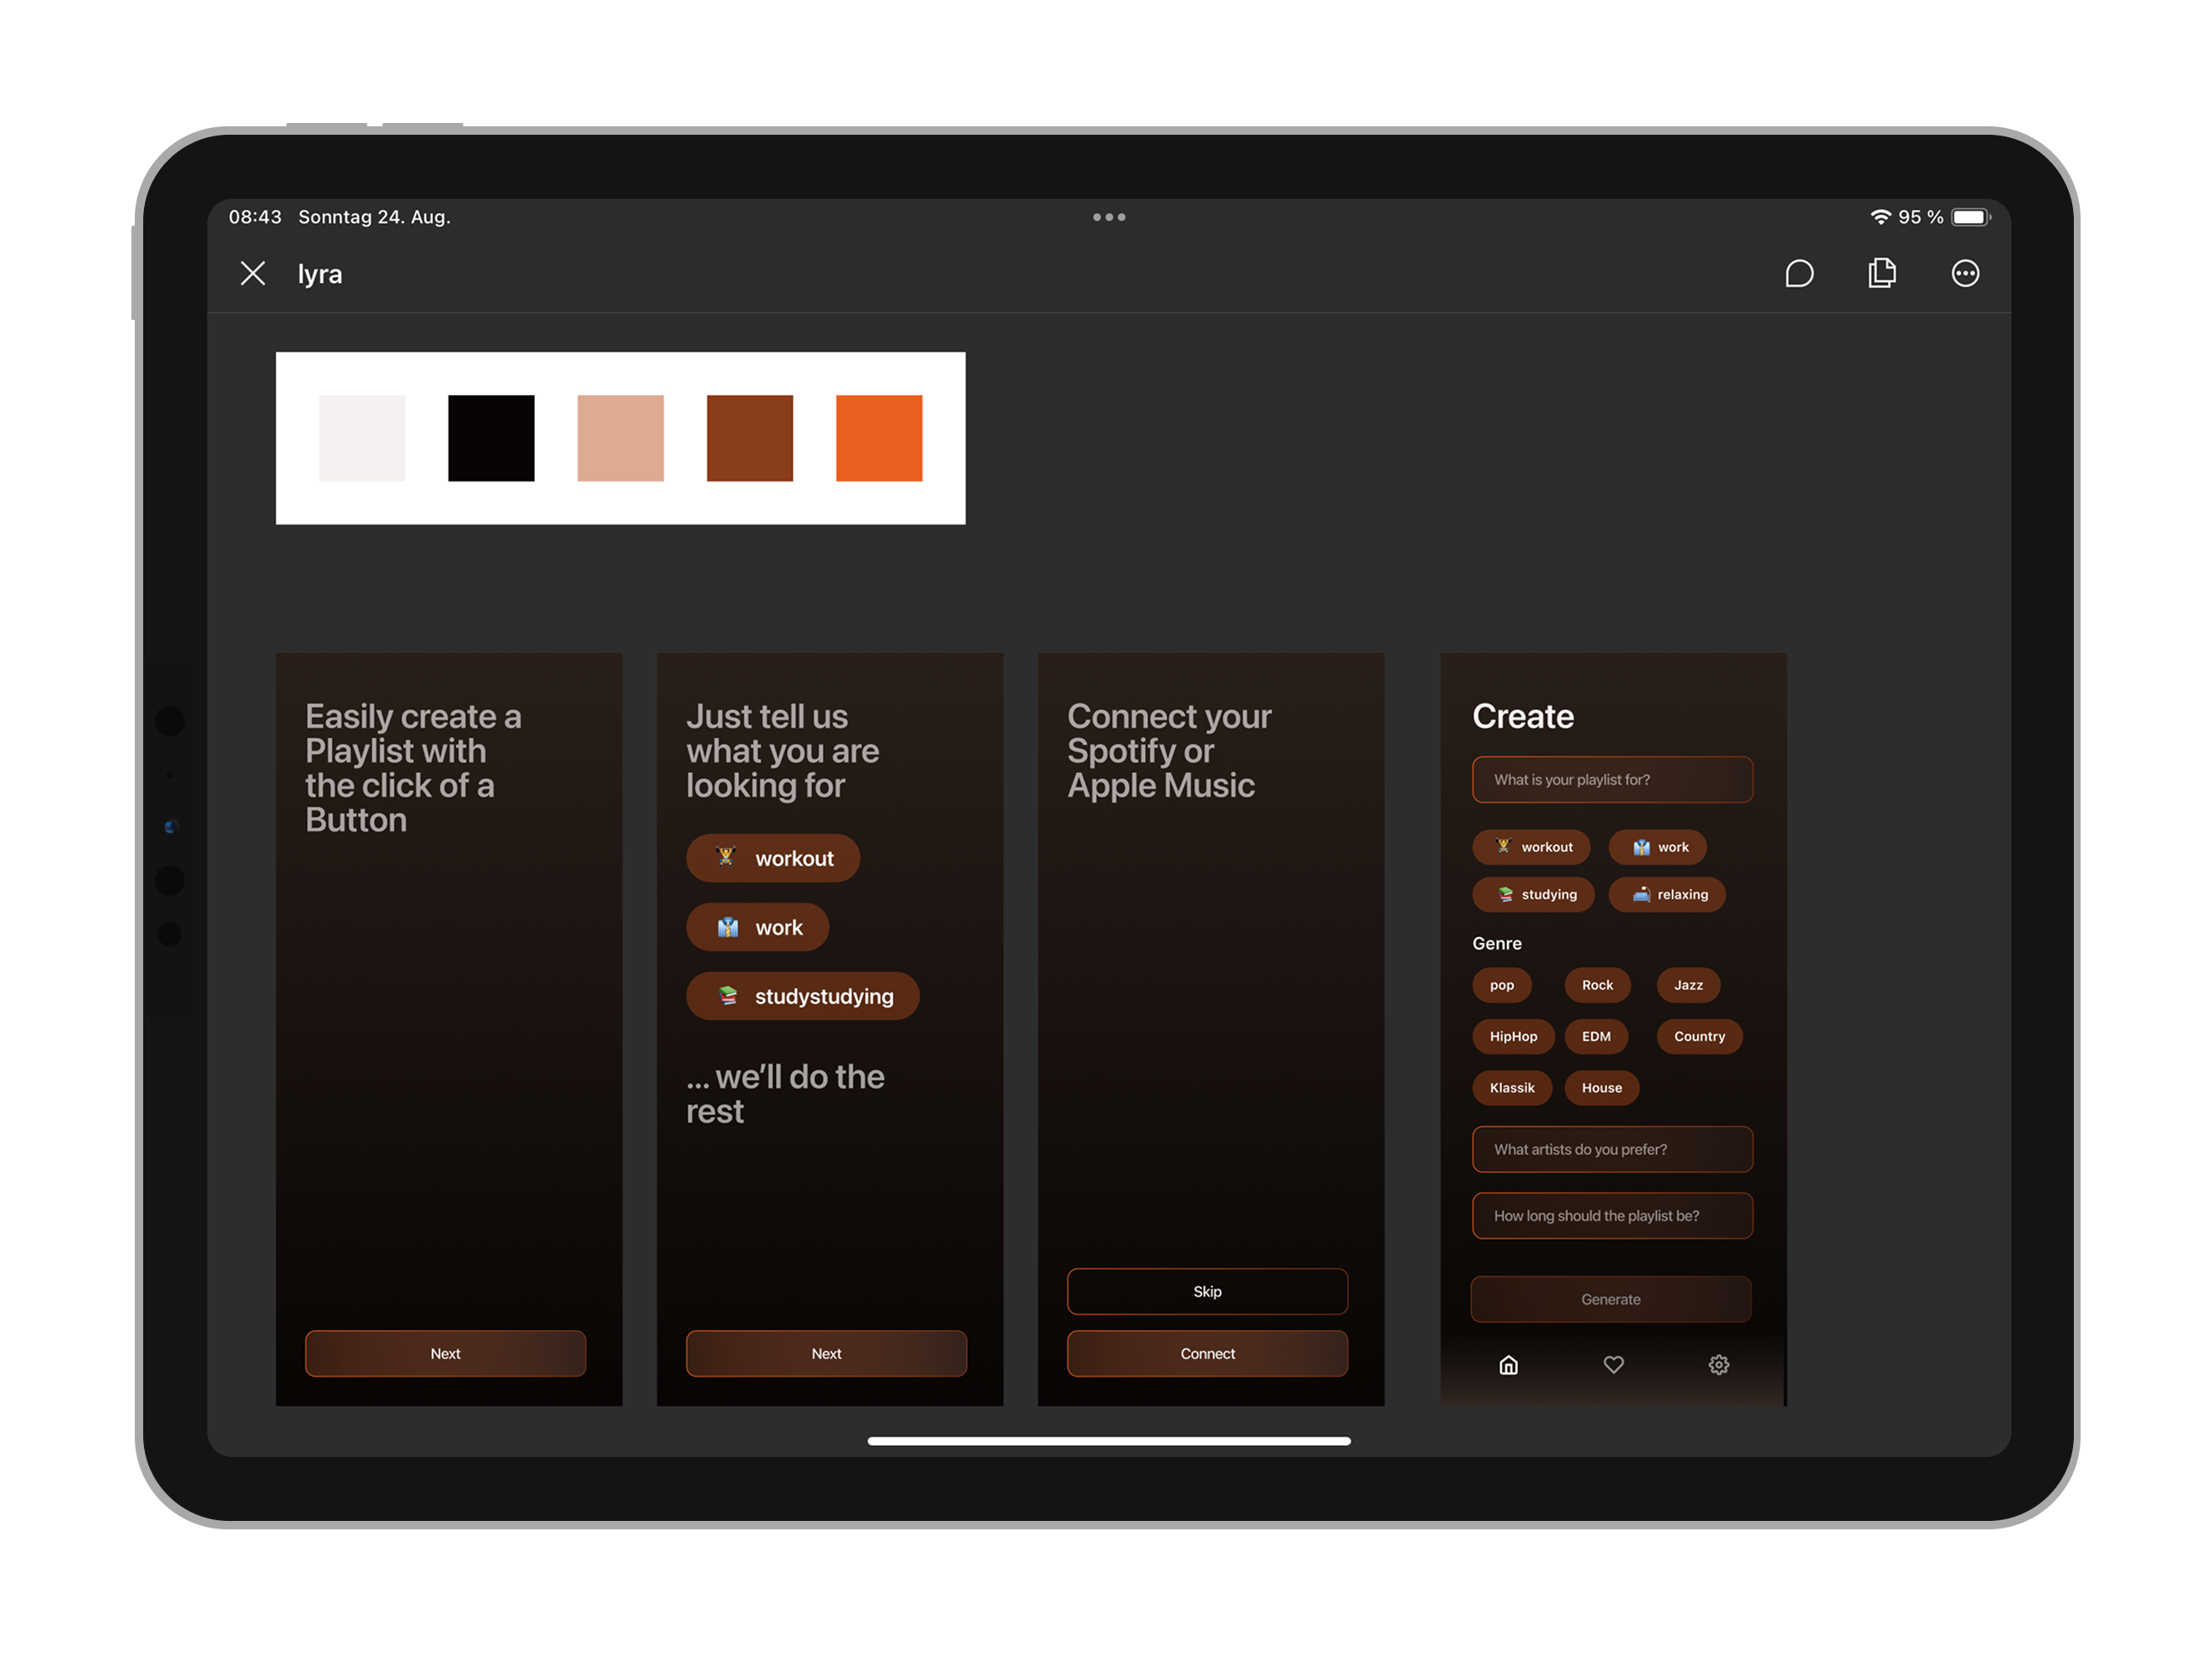 08:43 Sonntag 24. Aug.
95 %
lyra
Easily create a
Playlist with
the click of a
Button
Next
Just tell us
what you are
looking for
workout
work
studystudying
... we’ll do the
rest
Next
Connect your
Spotify or
Apple Music
Skip
Connect
Create
What is your playlist for?
workout work
studying relaxing
Genre
pop Rock Jazz
HipHop EDM Country
Klassik House
What artists do you prefer?
How long should the playlist be?
Generate